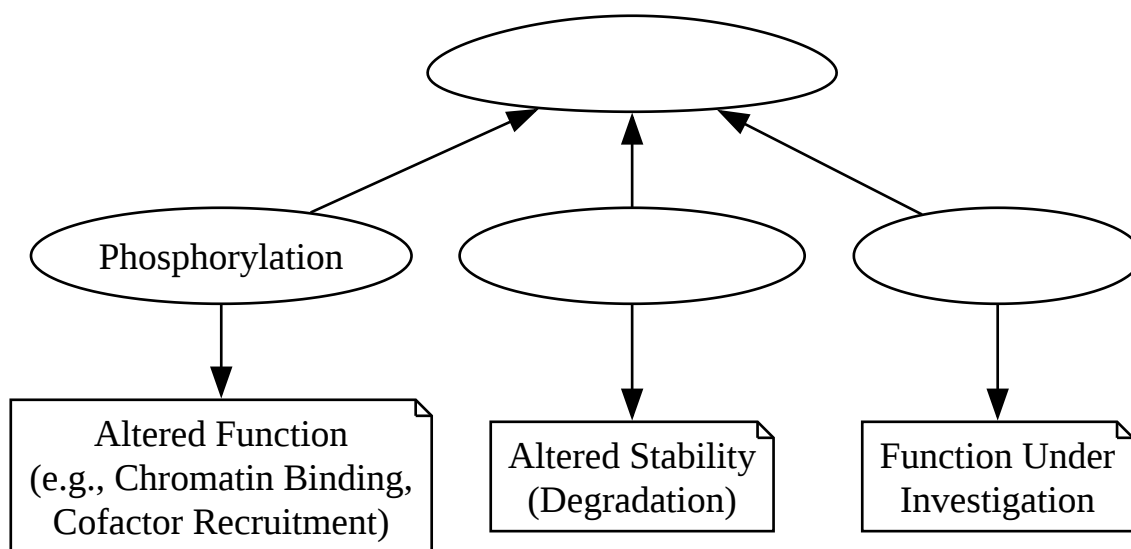 Phosphorylation
Altered Function
(e.g., Chromatin Binding,
Cofactor Recruitment)
Altered Stability
(Degradation)
Function Under
Investigation